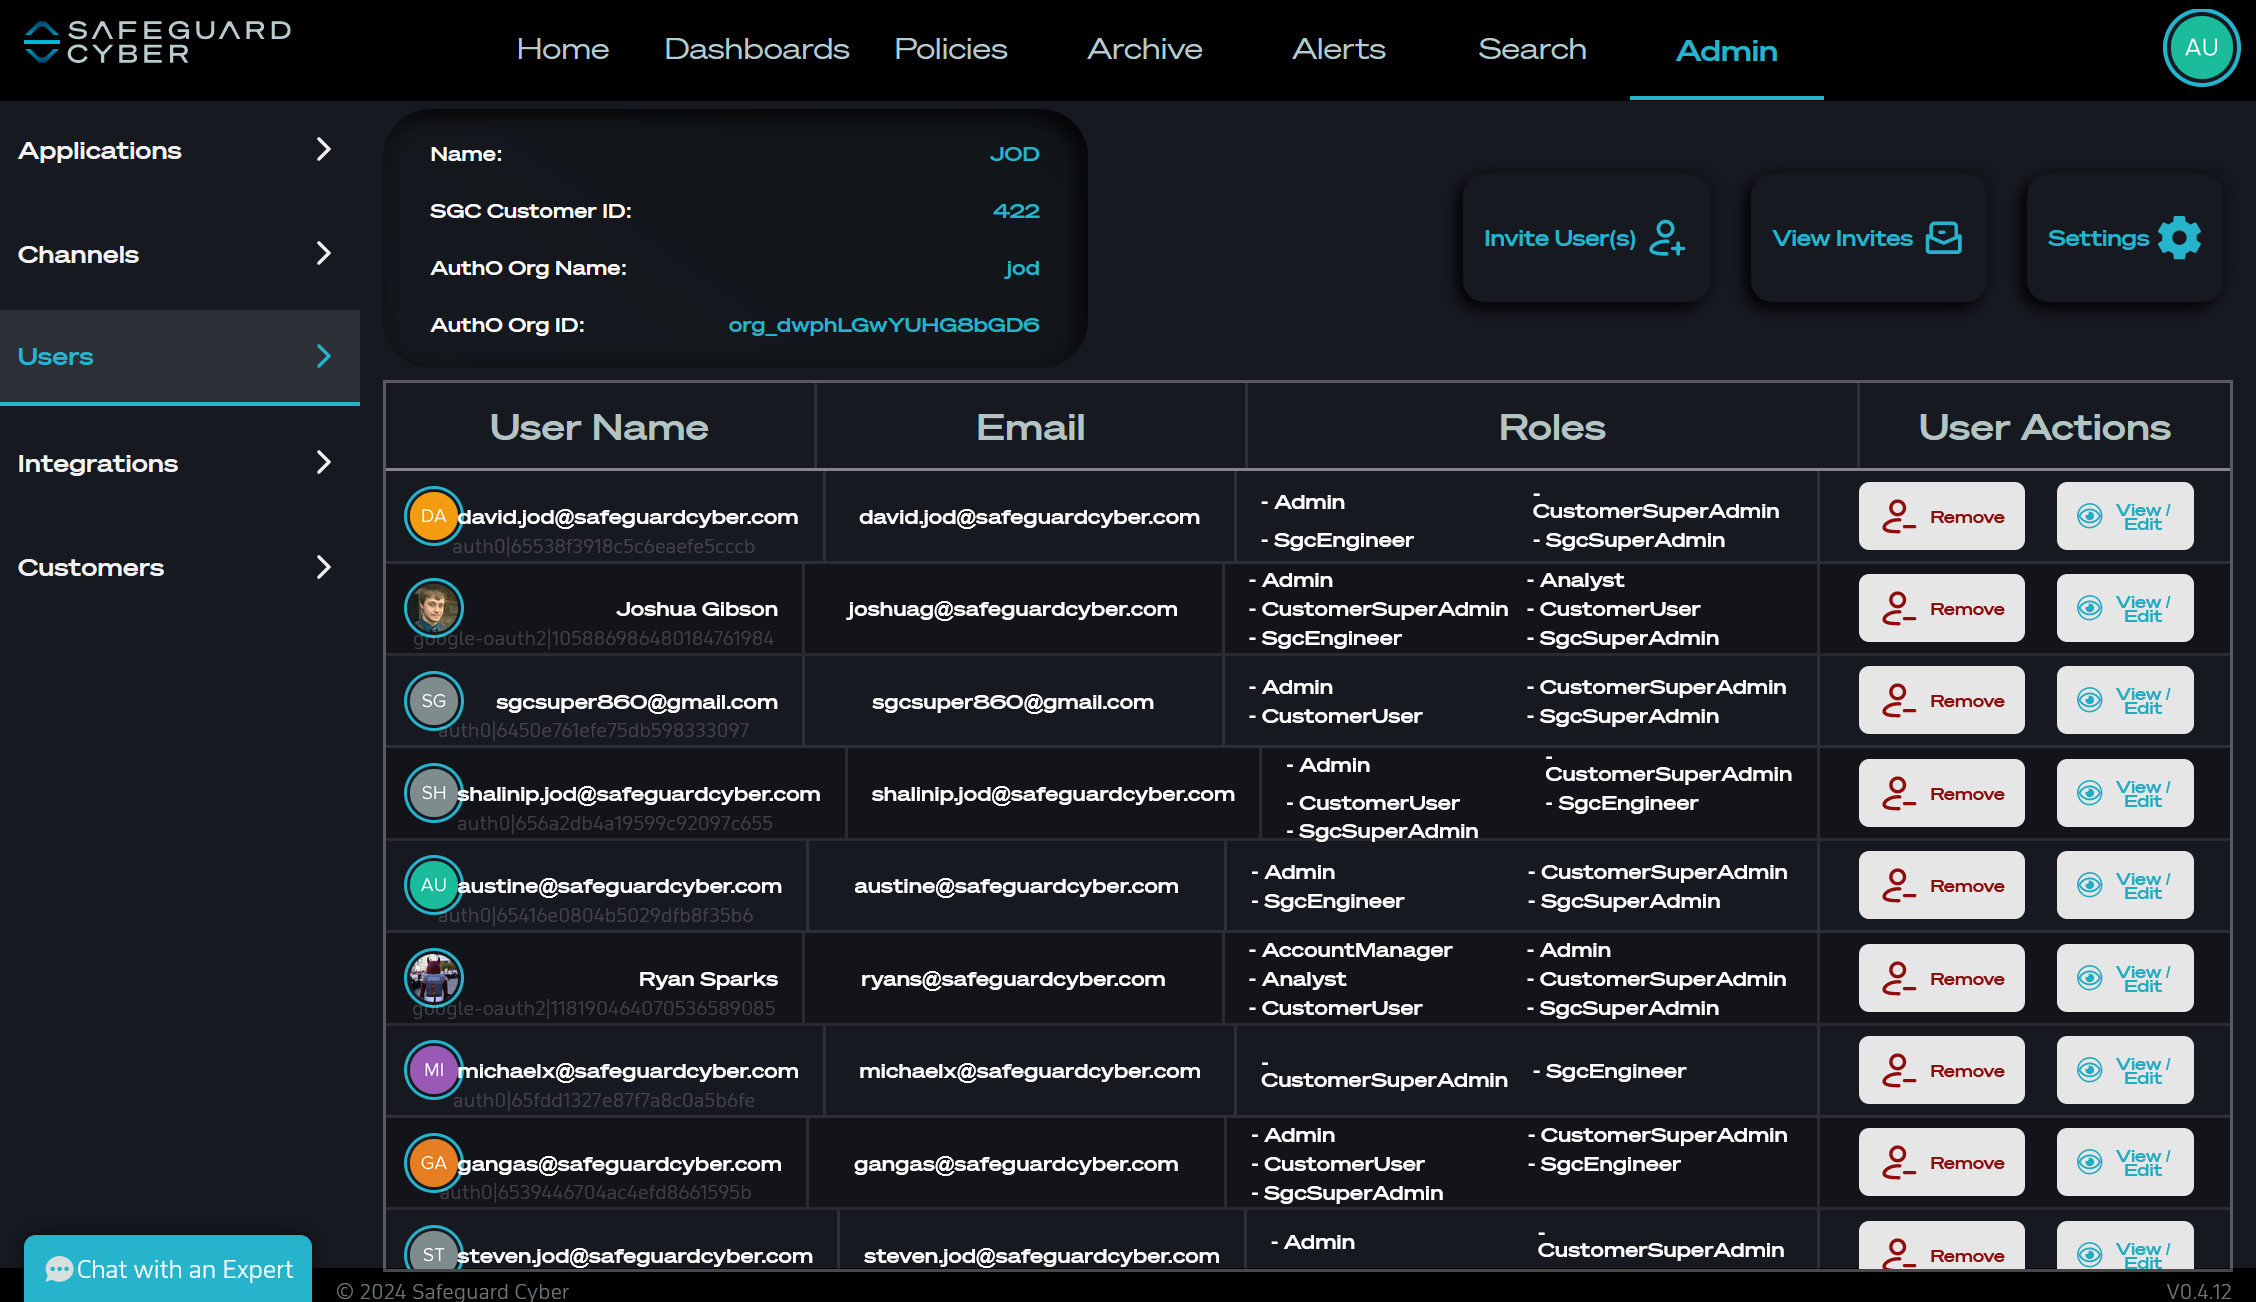 SAFEGUARD
CYBER
Home
Dashboards
Policies
Archive
Alerts
Search
Admin
AU
Applications
Channels
Users
Integrations
Customers
Name:
JOD
SGC Customer ID:
422
Auth0 Org Name:
jod
Auth0 Org ID:
org_dwphLGwYUHG8bGD6
Invite User(s)
View Invites
Settings
User Name
Email
Roles
User Actions
DA
david.jod@safeguardcyber.com
auth0|65538f3918c5c6eaefe5cccb
david.jod@safeguardcyber.com
- Admin
-
CustomerSuperAdmin
- SgcEngineer
- SgcSuperAdmin
Remove
View /
Edit
Joshua Gibson
google-oauth2|105886986480184761984
joshuag@safeguardcyber.com
- Admin
- Analyst
- CustomerSuperAdmin
- CustomerUser
- SgcEngineer
- SgcSuperAdmin
Remove
View /
Edit
SG
sgcsuper860@gmail.com
auth0|6450e761efe75db598333097
sgcsuper860@gmail.com
- Admin
- CustomerSuperAdmin
- CustomerUser
- SgcSuperAdmin
Remove
View /
Edit
SH
shalinip.jod@safeguardcyber.com
auth0|656a2db4a19599c92097c655
shalinip.jod@safeguardcyber.com
- Admin
-
CustomerSuperAdmin
- CustomerUser
- SgcEngineer
- SgcSuperAdmin
Remove
View /
Edit
AU
austine@safeguardcyber.com
auth0|65416e0804b5029dfb8f35b6
austine@safeguardcyber.com
- Admin
- CustomerSuperAdmin
- SgcEngineer
- SgcSuperAdmin
Remove
View /
Edit
Ryan Sparks
google-oauth2|118190464070536589085
ryans@safeguardcyber.com
- AccountManager
- Admin
- Analyst
- CustomerSuperAdmin
- CustomerUser
- SgcSuperAdmin
Remove
View /
Edit
MI
michaelx@safeguardcyber.com
auth0|65fdd1327e87f7a8c0a5b6fe
michaelx@safeguardcyber.com
-
CustomerSuperAdmin
- SgcEngineer
Remove
View /
Edit
GA
gangas@safeguardcyber.com
auth0|6539446704ac4efd8661595b
gangas@safeguardcyber.com
- Admin
- CustomerSuperAdmin
- CustomerUser
- SgcEngineer
- SgcSuperAdmin
Remove
View /
Edit
ST
steven.jod@safeguardcyber.com
steven.jod@safeguardcyber.com
- Admin
-
CustomerSuperAdmin
Remove
View /
Edit
Chat with an Expert
© 2024 Safeguard Cyber
V0.4.12